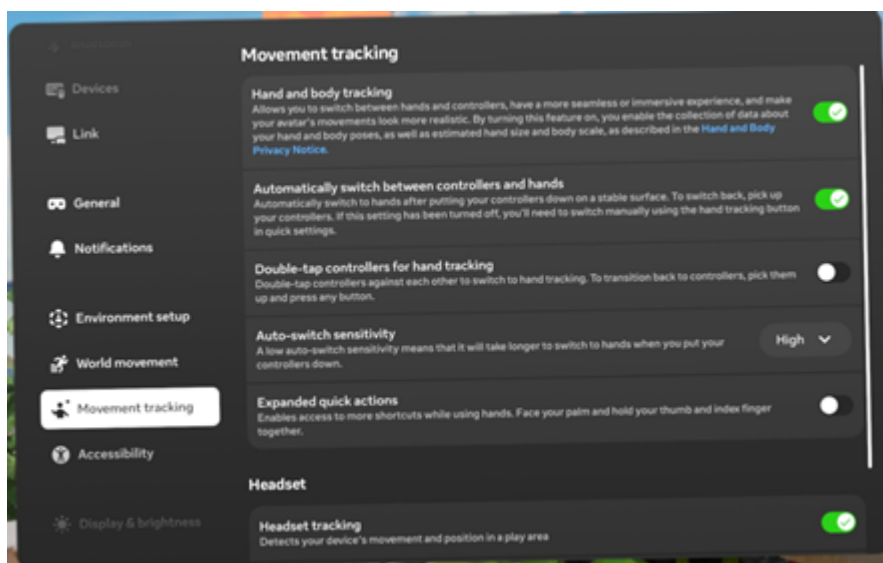 Movement tracking
Devices
Link
General
Notifications
Environment setup
World movement
Movement tracking
Accessibility
Display & brightness
Hand and body tracking
Allows you to switch between hands and controllers, have a more seamless or immersive experience, and make
your avatar's movements look more realistic. By turning this feature on, you enable the collection of data about
your hand and body poses, as well as estimated hand size and body scale, as described in the Hand and Body
Privacy Notice.
Automatically switch between controllers and hands
Automatically switch to hands after putting your controllers down on a stable surface. To switch back, pick up
your controllers. If this setting has been turned off, you'll need to switch manually using the hand tracking button
in quick settings.
Double-tap controllers for hand tracking
Double-tap controllers against each other to switch to hand tracking. To transition back to controllers, pick them
up and press any button.
Auto-switch sensitivity
A low auto-switch sensitivity means that it will take longer to switch to hands when you put your
controllers down.
High
Expanded quick actions
Enables access to more shortcuts while using hands. Face your palm and hold your thumb and index finger
together.
Headset
Headset tracking
Detects your device's movement and position in a play area